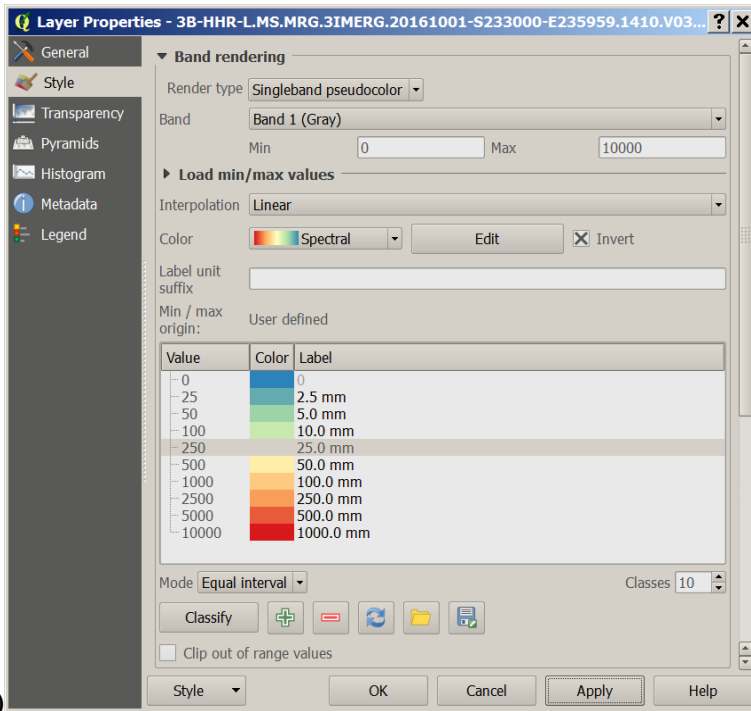 Layer Properties - 3B-HHR-L.MS.MRG.3IMERG.20161001-S233000-E235959.1410.V03...
General
Style
Transparency
Pyramids
Histogram
Metadata
Legend
Band rendering
Render type Singleband pseudocolor
Band Band 1 (Gray)
Min 0 Max 10000
Load min/max values
Interpolation Linear
Color Spectral Edit Invert
Label unit
suffix
Min / max
origin: User defined
Value Color Label
0 0
25 2.5 mm
50 5.0 mm
100 10.0 mm
250 25.0 mm
500 50.0 mm
1000 100.0 mm
2500 250.0 mm
5000 500.0 mm
10000 1000.0 mm
Mode Equal interval Classes 10
Classify
Clip out of range values
Style OK Cancel Apply Help